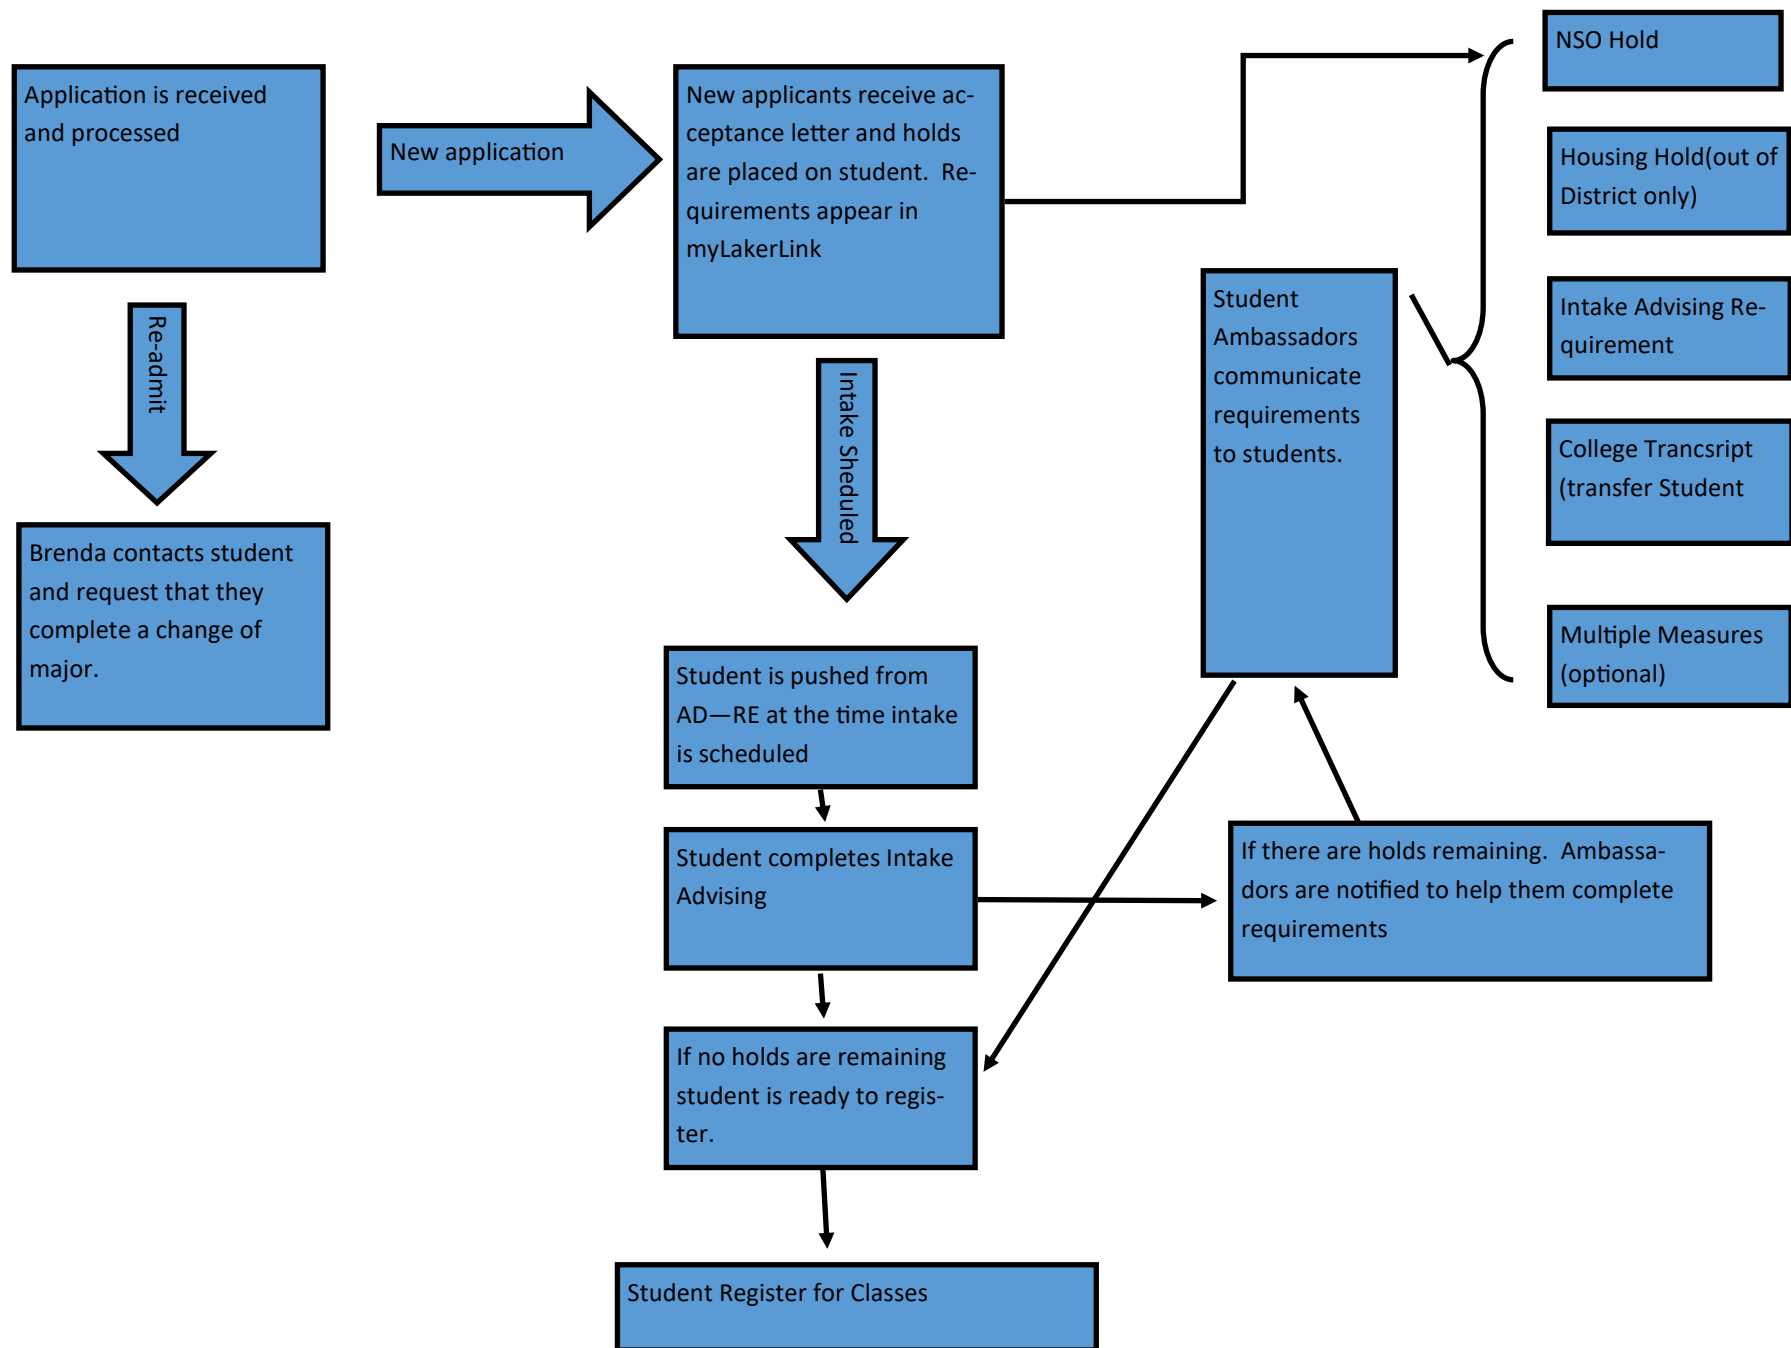 Application is received
and processed
New application
New applicants receive ac-
ceptance letter and holds
are placed on student.  Re-
quirements appear in
myLakerLink
NSO Hold
Housing Hold(out of
District only)
Intake Advising Re-
quirement
College Trancsript
(transfer Student
Multiple Measures
(optional)
Student
Ambassadors
communicate
requirements
to students.
Re-admit
Intake Sheduled
Brenda contacts student
and request that they
complete a change of
major.
Student is pushed from
AD—RE at the time intake
is scheduled
Student completes Intake
Advising
If there are holds remaining.  Ambassa-
dors are notified to help them complete
requirements
If no holds are remaining
student is ready to regis-
ter.
Student Register for Classes